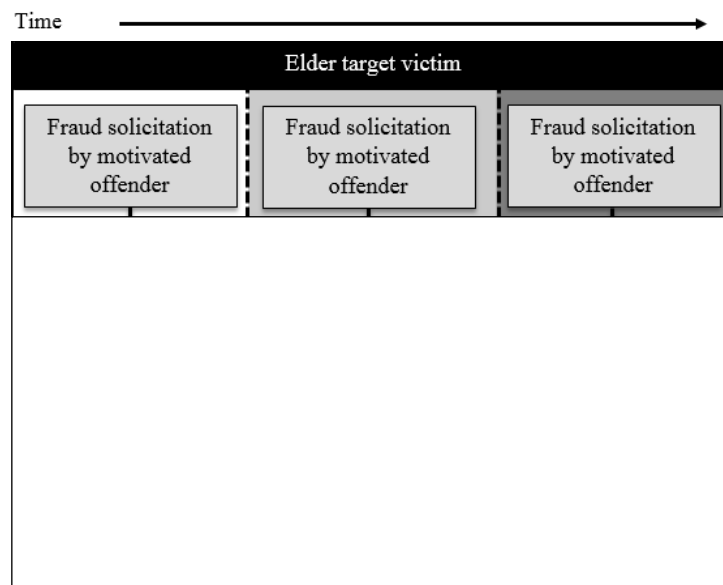 Time
Elder target victim
Fraud solicitation
by motivated
offender
Fraud solicitation
by motivated
offender
Fraud solicitation
by motivated
offender